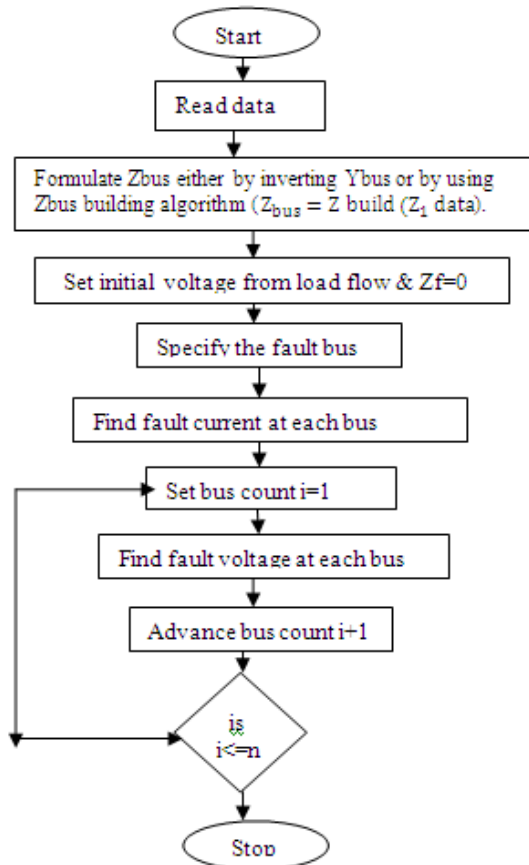 Start
Read data
Formulate Zbus either by inverting Ybus or by using
Zbus building algorithm (Z_bus = Z build (Z_1 data).
Set initial voltage from load flow & Zf=0
Specify the fault bus
Find fault current at each bus
Set bus count i=1
Find fault voltage at each bus
Advance bus count i+1
is
i<=n
Stop